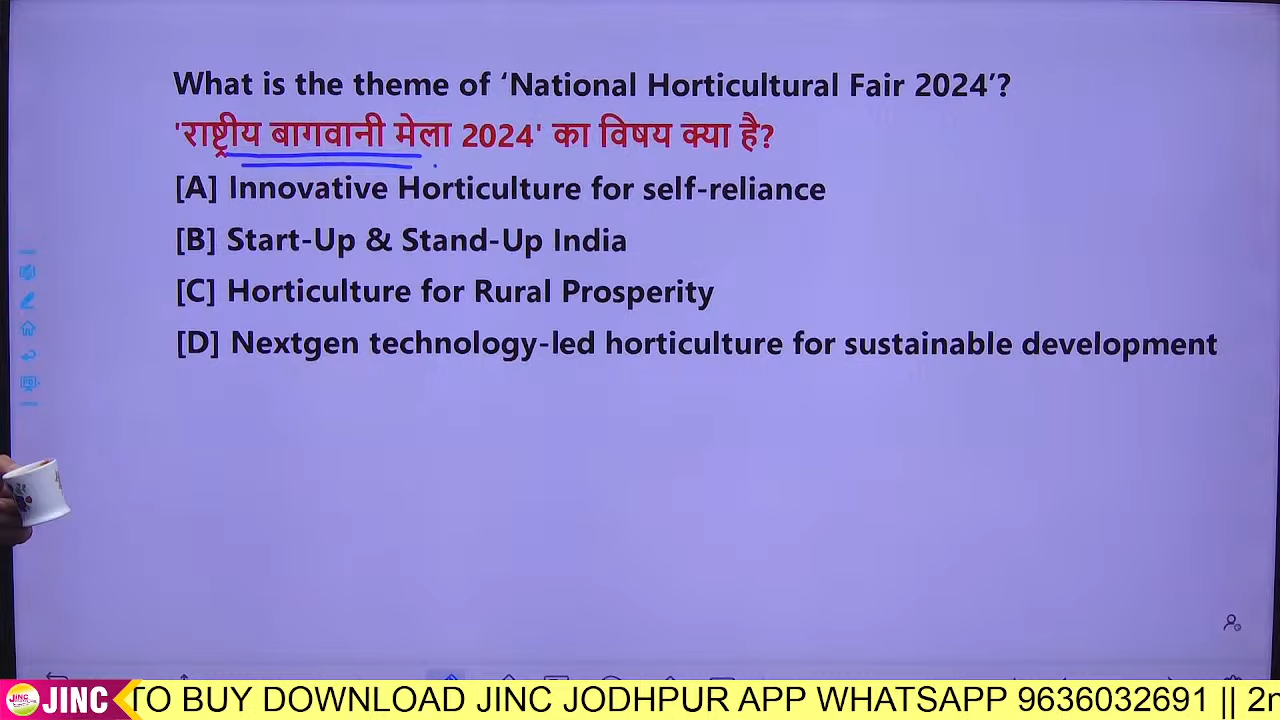 What is the theme of ‘National Horticultural Fair 2024’?
'राष्ट्रीय बागवानी मेला 2024' का विषय क्या है?
[A] Innovative Horticulture for self-reliance
[B] Start-Up & Stand-Up India
[C] Horticulture for Rural Prosperity
[D] Nextgen technology-led horticulture for sustainable development
JINC JINC TO BUY DOWNLOAD JINC JODHPUR APP WHATSAPP 9636032691 || 2n